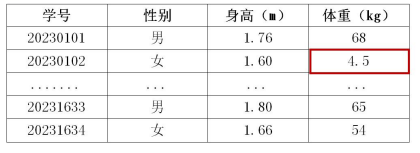 学号 性别 身高（m） 体重（kg）
20230101 男 1.76 68
20230102 女 1.60 4.5
....... ... ... ...
20231633 男 1.80 65
20231634 女 1.66 54